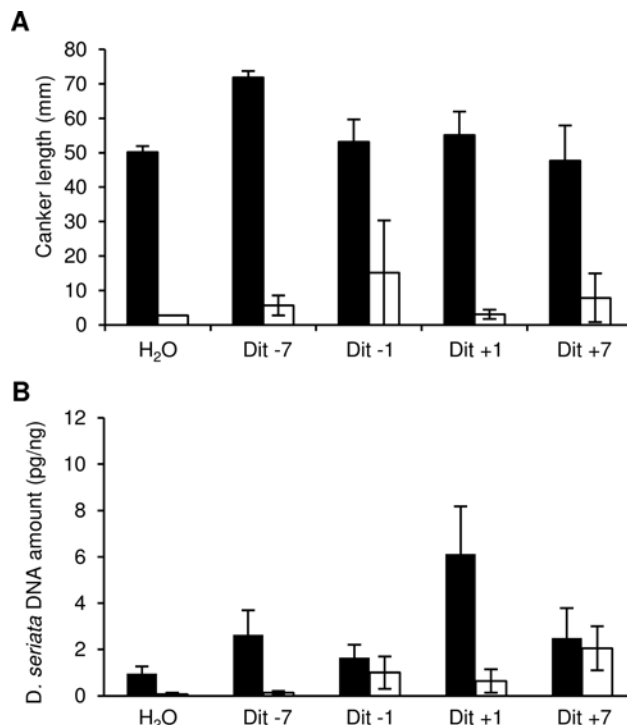 A
Canker length (mm)
80
70
60
50
40
30
20
10
0
H₂O Dit -7 Dit -1 Dit +1 Dit +7
B
D. seriata DNA amount (pg/ng)
12
10
8
6
4
2
0
H₂O Dit -7 Dit -1 Dit +1 Dit +7